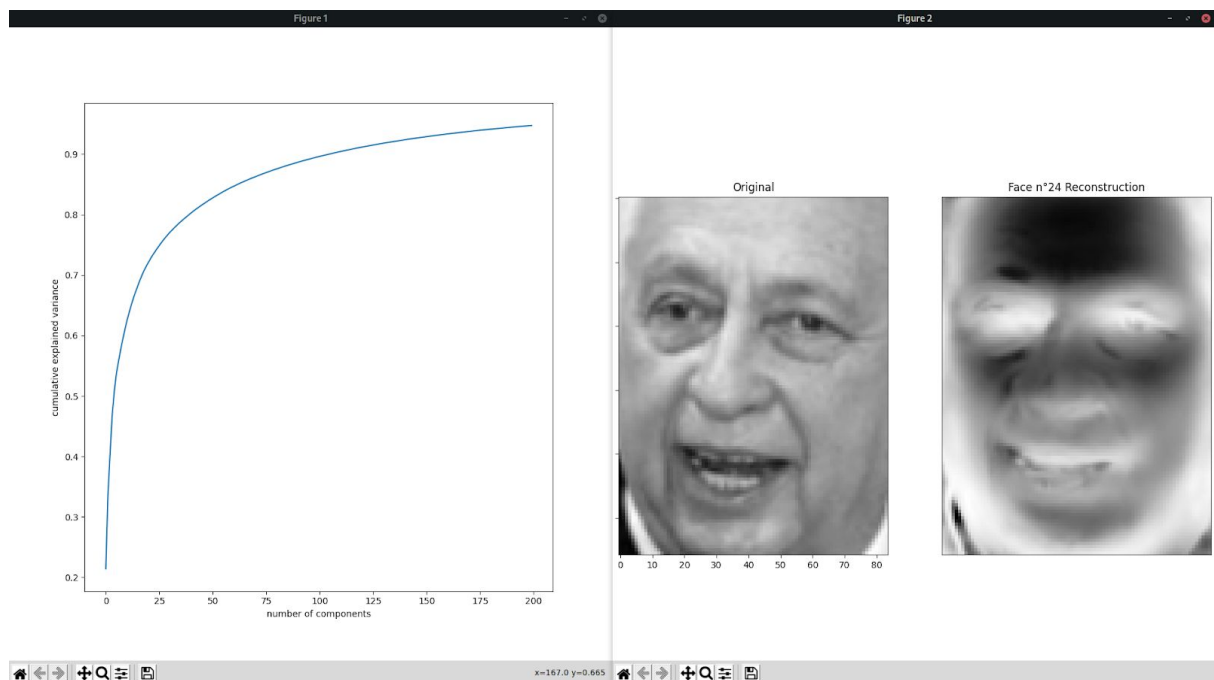 Figure 1
0.9
0.8
0.7
0.6
0.5
0.4
0.3
0.2
cumulative explained variance
0 25 50 75 100 125 150 175 200
number of components
x=167.0 y=0.665
Figure 2
Original
0 10 20 30 40 50 60 70 80
Face n°24 Reconstruction